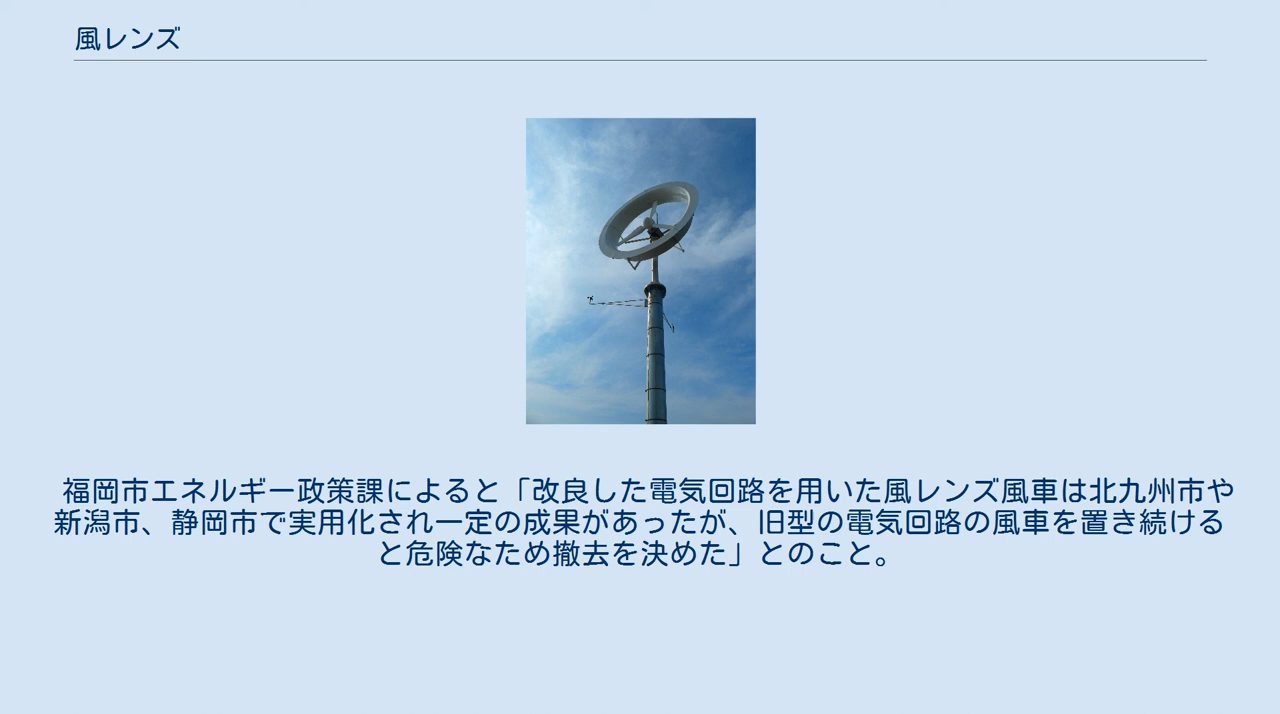 風レンズ
福岡市エネルギー政策課によると「改良した電気回路を用いた風レンズ風車は北九州市や
新潟市、静岡市で実用化され一定の成果があったが、旧型の電気回路の風車を置き続ける
と危険なため撤去を決めた」とのこと。